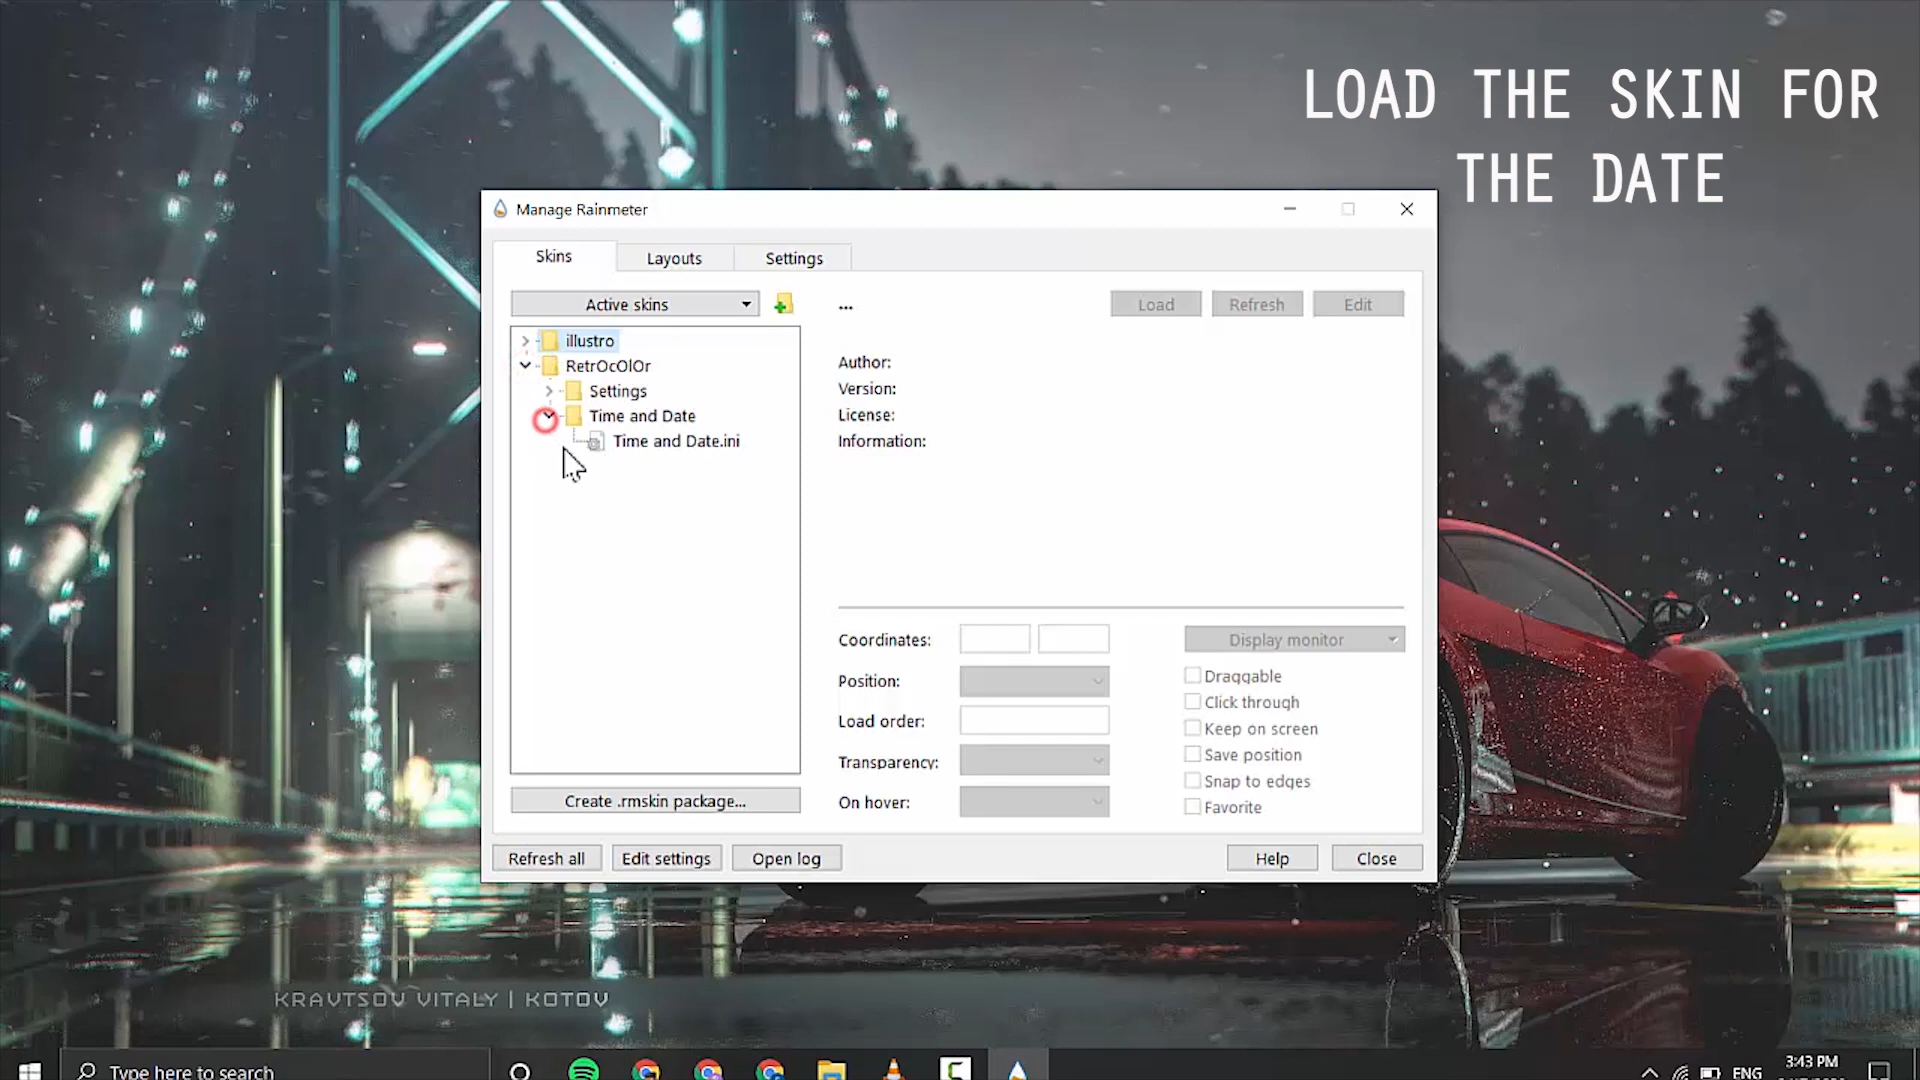 LOAD THE SKIN FOR
THE DATE
Manage Rainmeter
Skins
Layouts
Settings
Active skins
...
Load
Refresh
Edit
illustro
RetrOcOlOr
Settings
Time and Date
Time and Date.ini
Author:
Version:
License:
Information:
Coordinates:
Display monitor
Position:
Draggable
Click through
Load order:
Keep on screen
Transparency:
Save position
Snap to edges
On hover:
Favorite
Create .rmskin package...
Refresh all
Edit settings
Open log
Help
Close
KRAVTSOV VITALY | KOTOV
Type here to search
ENG
3:43 PM